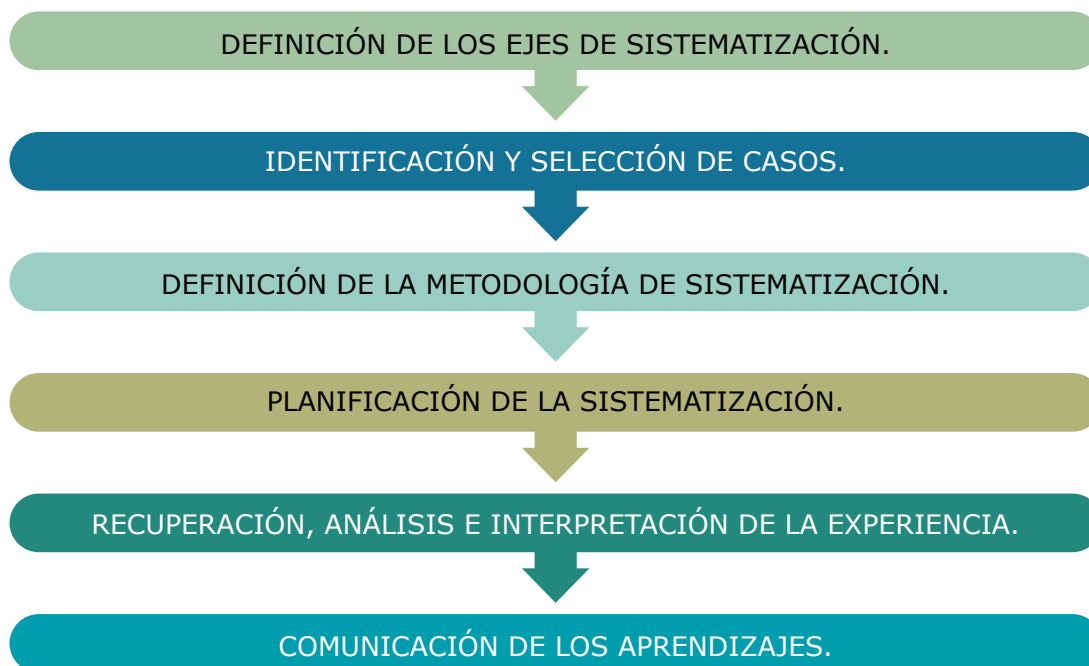 DEFINICIÓN DE LOS EJES DE SISTEMATIZACIÓN.
IDENTIFICACIÓN Y SELECCIÓN DE CASOS.
DEFINICIÓN DE LA METODOLOGÍA DE SISTEMATIZACIÓN.
PLANIFICACIÓN DE LA SISTEMATIZACIÓN.
RECUPERACIÓN, ANÁLISIS E INTERPRETACIÓN DE LA EXPERIENCIA.
COMUNICACIÓN DE LOS APRENDIZAJES.